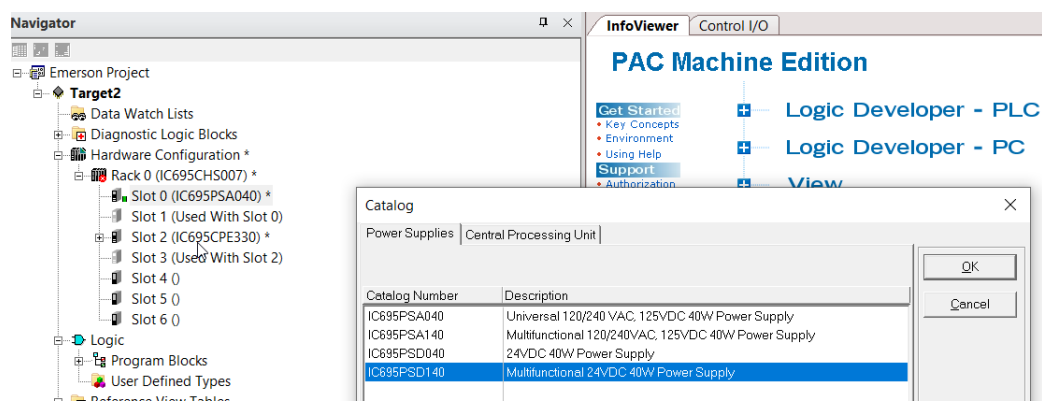 Navigator
InfoViewer
Control I/O
Emerson Project
Target2
Data Watch Lists
Diagnostic Logic Blocks
Hardware Configuration *
Rack 0 (IC695CHS007) *
Slot 0 (IC695PSA040) *
Slot 1 (Used With Slot 0)
Slot 2 (IC695CPE330) *
Slot 3 (Used With Slot 2)
Slot 4 ()
Slot 5 ()
Slot 6 ()
Logic
Program Blocks
User Defined Types
Reference View Tables
PAC Machine Edition
Get Started
Key Concepts
Environment
Using Help
Support
Authorization
Logic Developer - PLC
Logic Developer - PC
View
Catalog
Power Supplies
Central Processing Unit
OK
Cancel
Catalog Number Description
IC695PSA040 Universal 120/240 VAC, 125VDC 40W Power Supply
IC695PSA140 Multifunctional 120/240VAC, 125VDC 40W Power Supply
IC695PSD040 24VDC 40W Power Supply
IC695PSD140 Multifunctional 24VDC 40W Power Supply